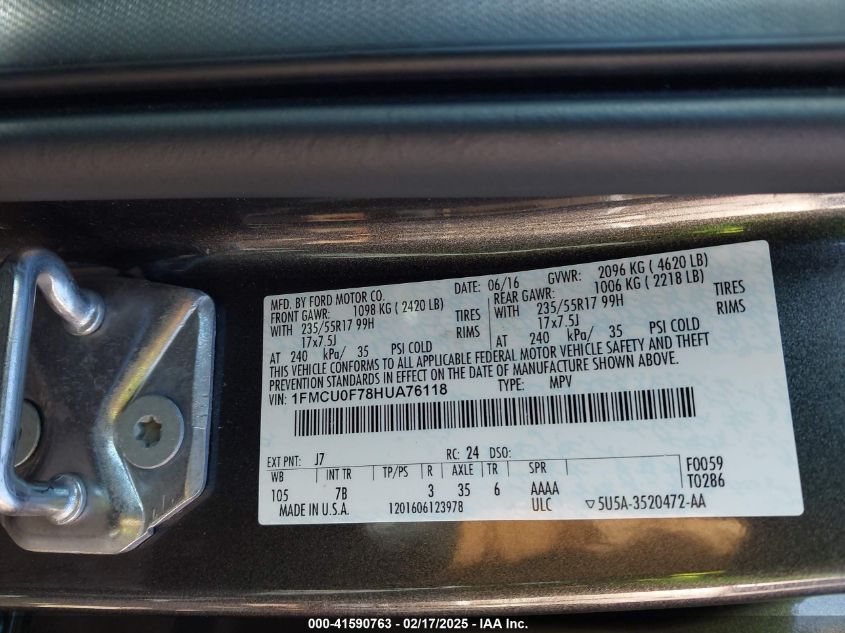 MFD. BY FORD MOTOR CO. DATE: 06/16 GVWR: 2096 KG ( 4620 LB)
FRONT GAWR: 1098 KG ( 2420 LB) REAR GAWR: 1006 KG ( 2218 LB)
WITH 235/55R17 99H TIRES WITH 235/55R17 99H TIRES
17x7.5J RIMS 17x7.5J RIMS
AT 240 kPa/ 35 PSI COLD AT 240 kPa/ 35 PSI COLD
THIS VEHICLE CONFORMS TO ALL APPLICABLE FEDERAL MOTOR VEHICLE SAFETY AND THEFT
PREVENTION STANDARDS IN EFFECT ON THE DATE OF MANUFACTURE SHOWN ABOVE.
VIN: 1FMCU0F78HUA76118 TYPE: MPV
EXT PNT: J7 RC: 24 DSO: F0059
WB INT TR TP/PS R AXLE TR SPR T0286
105 7B 3 35 6 AAAA
MADE IN U.S.A. 1201606123978 ULC ▽5U5A-3520472-AA
000-41590763 - 02/17/2025 - IAA Inc.